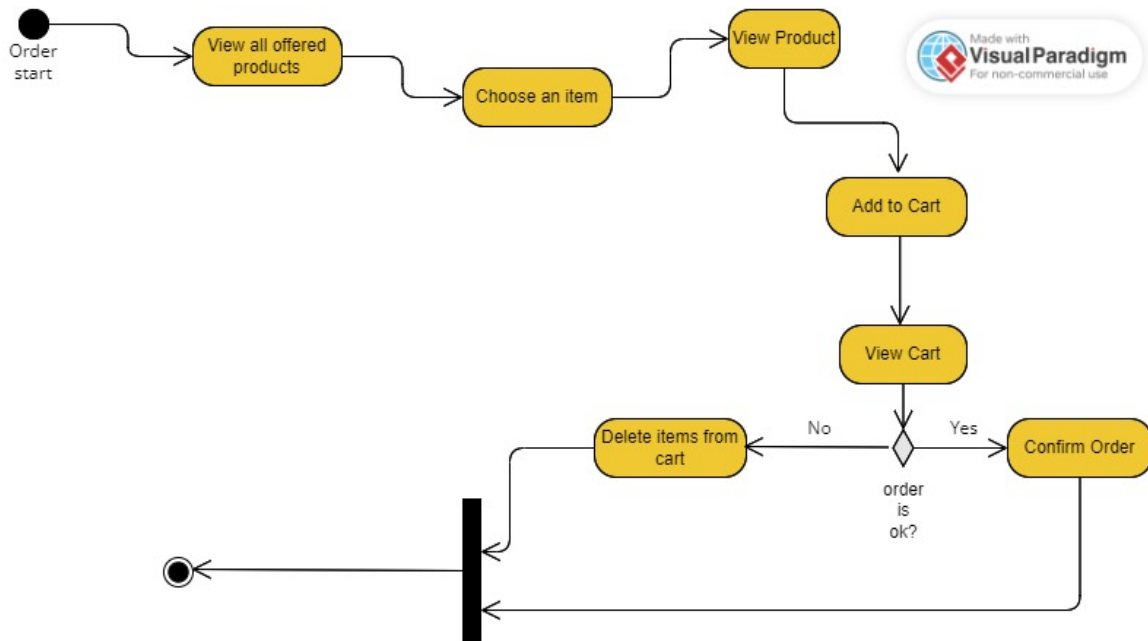 Order
start
View all offered
products
Choose an item
View Product
Made with
Visual Paradigm
For non-commercial use
Add to Cart
View Cart
No
Yes
Delete items from
cart
Confirm Order
order
is
ok?